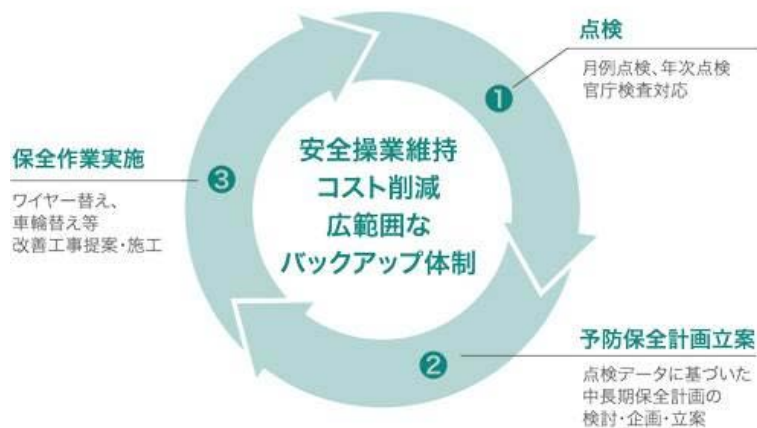 点検
月例点検、年次点検
官庁検査対応
❶
保全作業実施
ワイヤー替え、
車輪替え等
改善工事提案・施工
❸
安全操業維持
コスト削減
広範囲な
バックアップ体制
予防保全計画立案
点検データに基づいた
中長期保全計画の
検討・企画・立案
❷